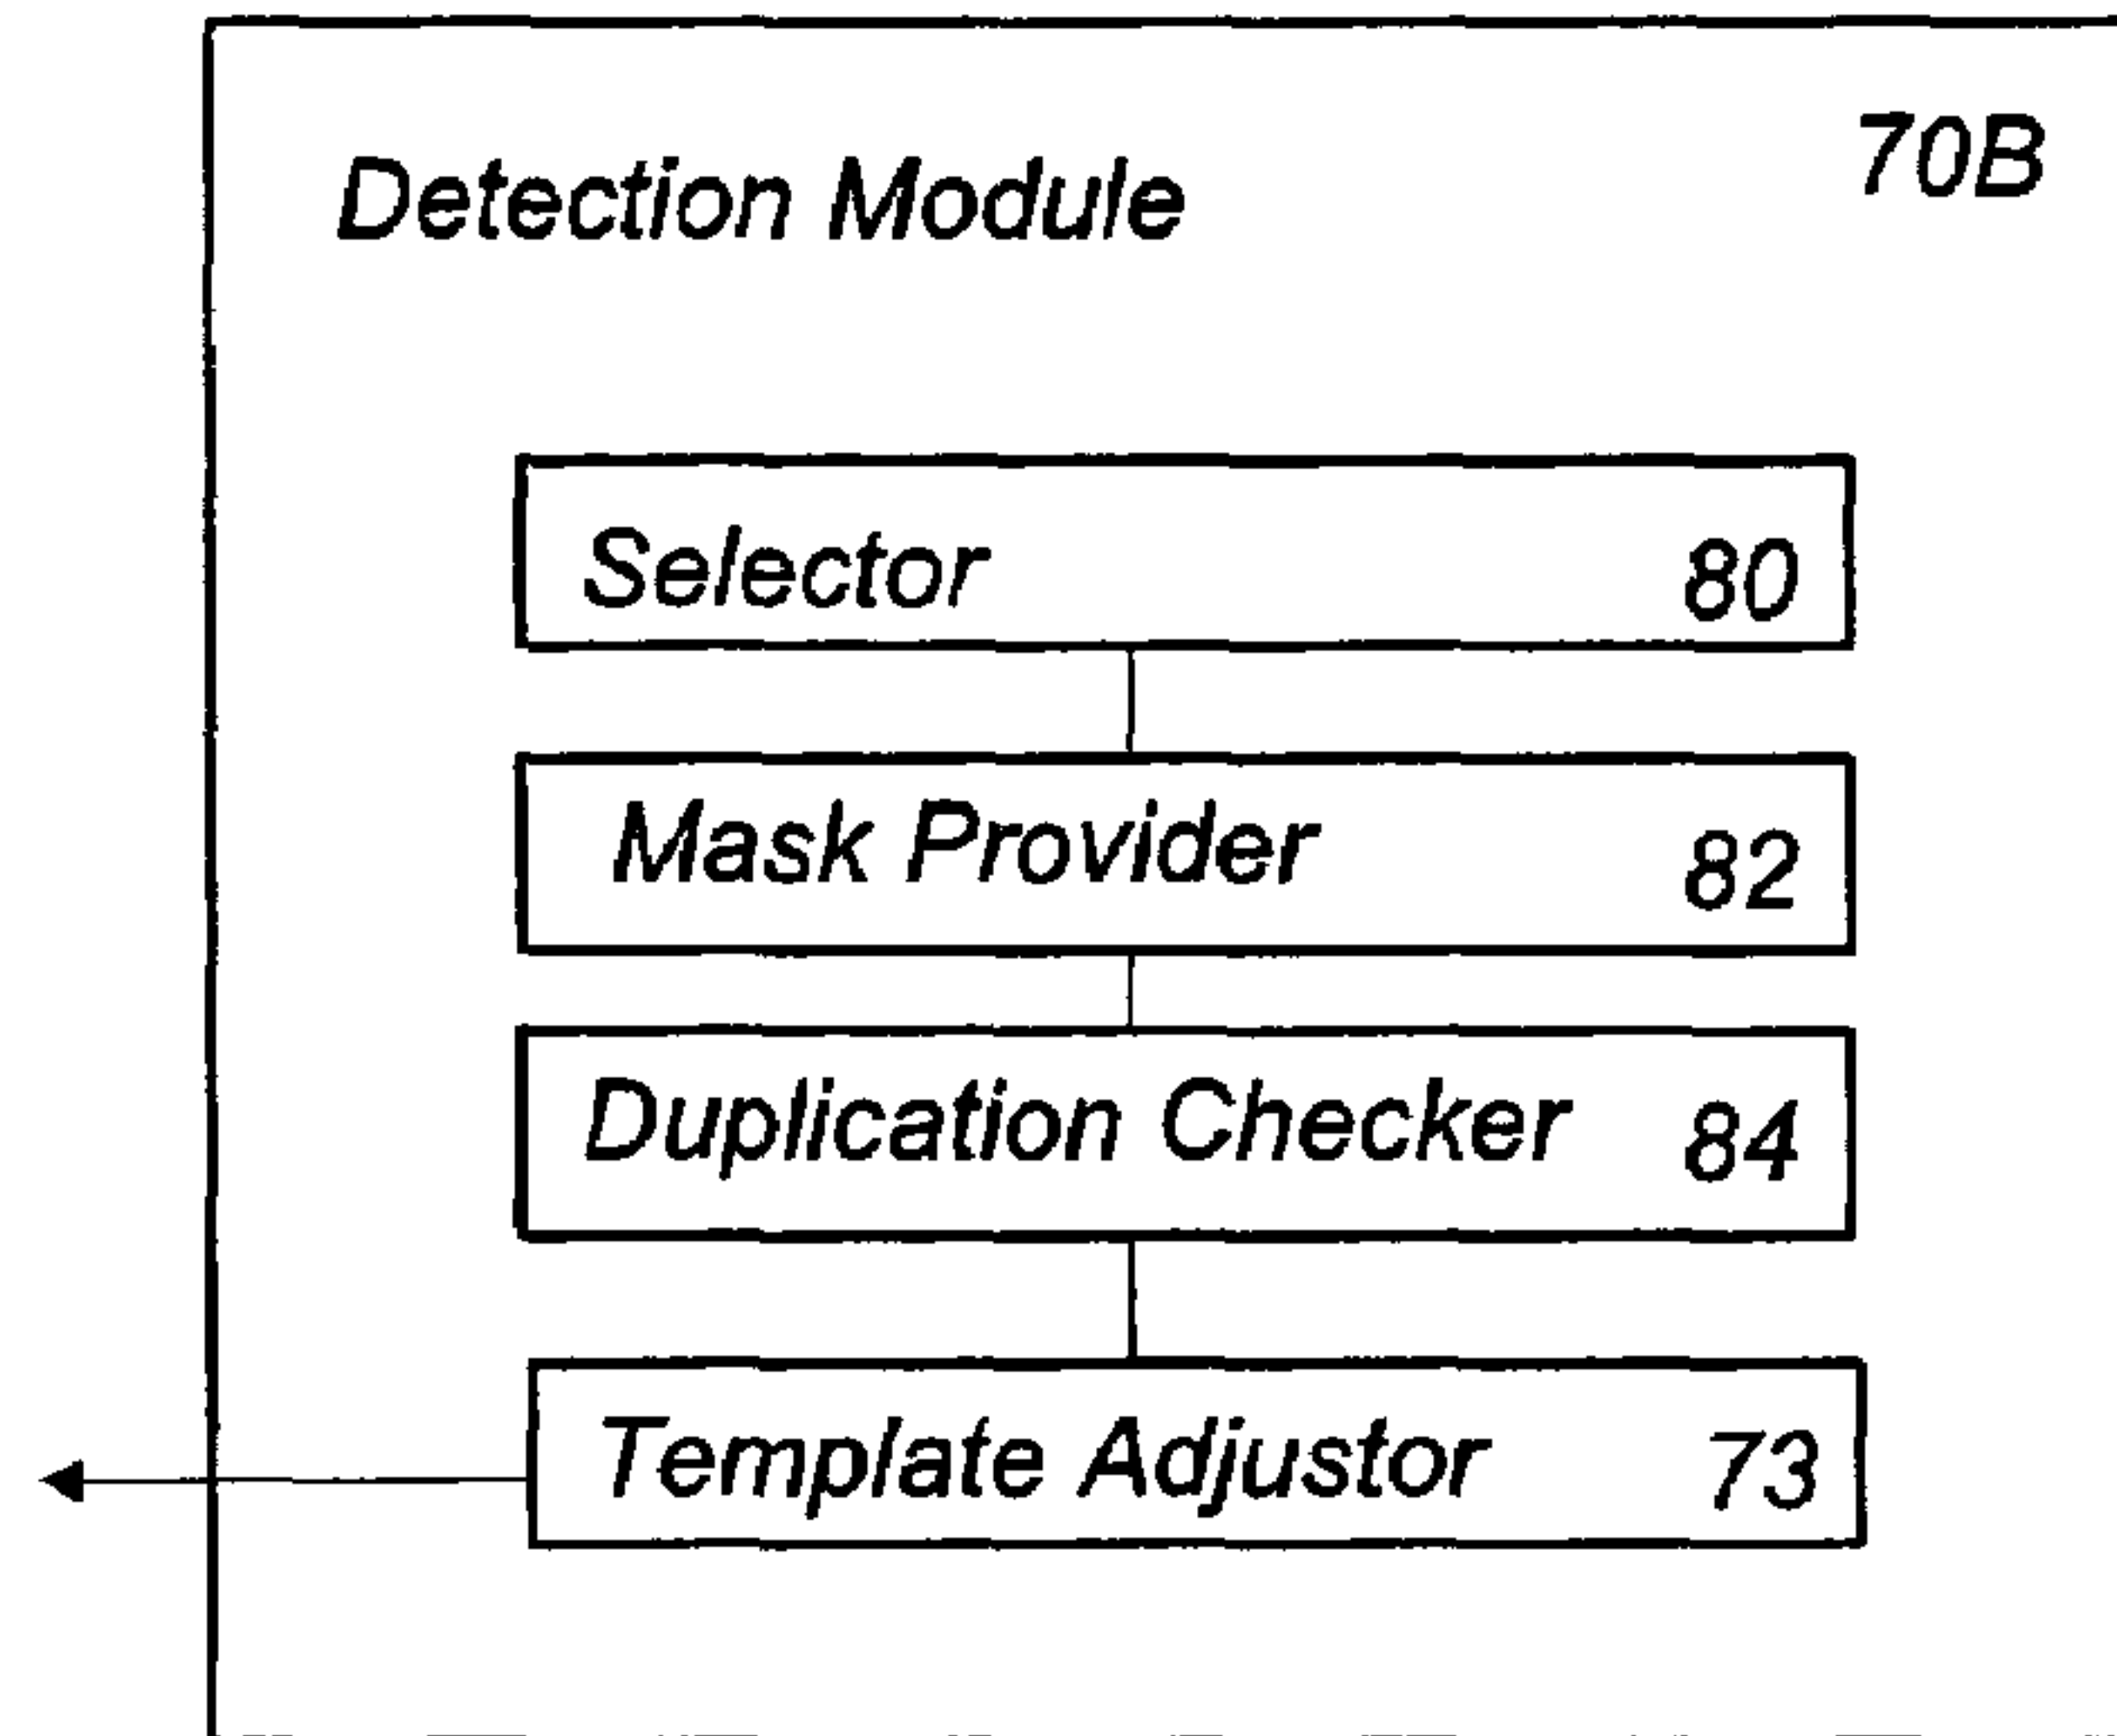 70B
Detection Module
Selector 80
Mask Provider 82
Duplication Checker 84
Template Adjustor 73